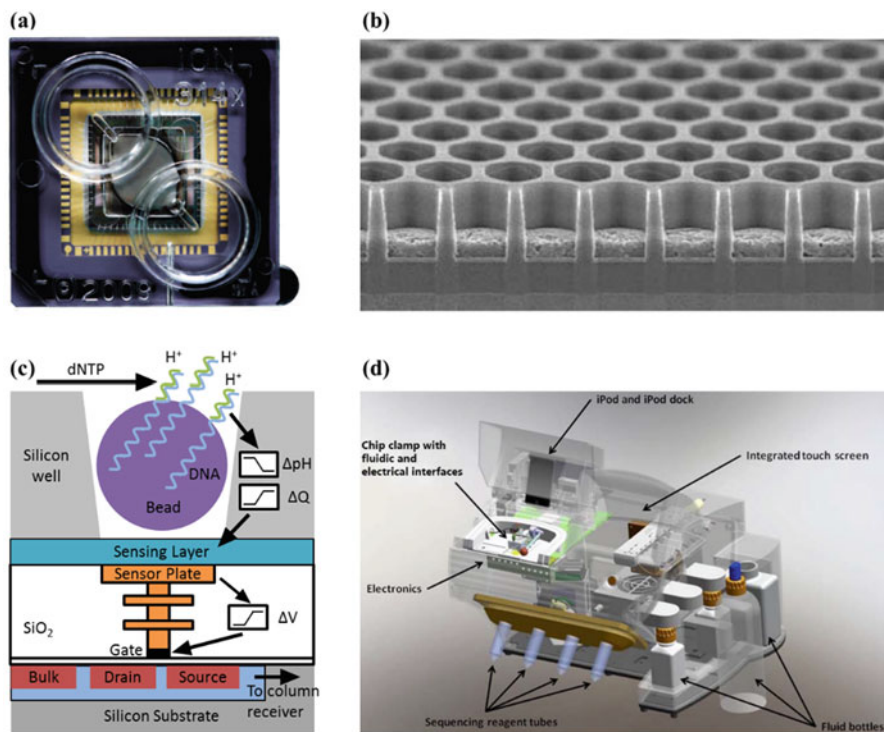 (a)
ION
314X
©2009
(b)
(c)
dNTP
H+
H+
H+
Silicon
well
DNA
Bead
ΔpH
ΔQ
Sensing Layer
Sensor Plate
SiO₂
ΔV
Gate
Bulk
Drain
Source
To column
receiver
Silicon Substrate
(d)
iPod and iPod dock
Chip clamp with
fluidic and
electrical interfaces
Integrated touch screen
Electronics
Sequencing reagent tubes
Fluid bottles